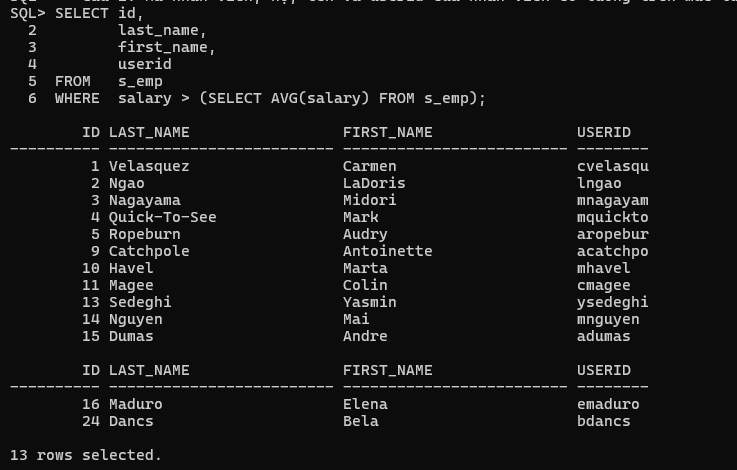 SQL> SELECT id,
  2         last_name,
  3         first_name,
  4         userid
  5  FROM   s_emp
  6  WHERE  salary > (SELECT AVG(salary) FROM s_emp);
        ID LAST_NAME                 FIRST_NAME                USERID
---------- ------------------------- ------------------------- --------
         1 Velasquez                 Carmen                    cvelasqu
         2 Ngao                      LaDoris                   lngao
         3 Nagayama                  Midori                    mnagayam
         4 Quick-To-See              Mark                      mquickto
         5 Ropeburn                  Audry                     aropebur
         9 Catchpole                 Antoinette                acatchpo
        10 Havel                     Marta                     mhavel
        11 Magee                     Colin                     cmagee
        13 Sedeghi                   Yasmin                    ysedeghi
        14 Nguyen                    Mai                       mnguyen
        15 Dumas                     Andre                     adumas
        ID LAST_NAME                 FIRST_NAME                USERID
---------- ------------------------- ------------------------- --------
        16 Maduro                    Elena                     emaduro
        24 Dancs                     Bela                      bdancs
13 rows selected.